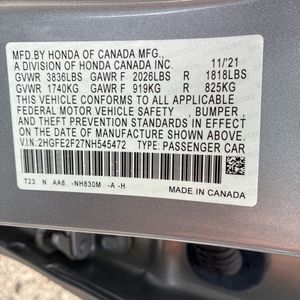 MFD.BY HONDA OF CANADA MFG.,
A DIVISION OF HONDA CANADA INC. 11/'21
GVWR 3836LBS GAWR F 2026LBS R 1818LBS
GVWR 1740KG GAWR F 919KG R 825KG
THIS VEHICLE CONFORMS TO ALL APPLICABLE
FEDERAL MOTOR VEHICLE SAFETY , BUMPER
AND THEFT PREVENTION STANDARDS IN EFFECT
ON THE DATE OF MANUFACTURE SHOWN ABOVE.
V.I.N:2HGFE2F27NH545472 TYPE:PASSENGER CAR
T23 N AA8 -NH830M -A -H
MADE IN CANADA